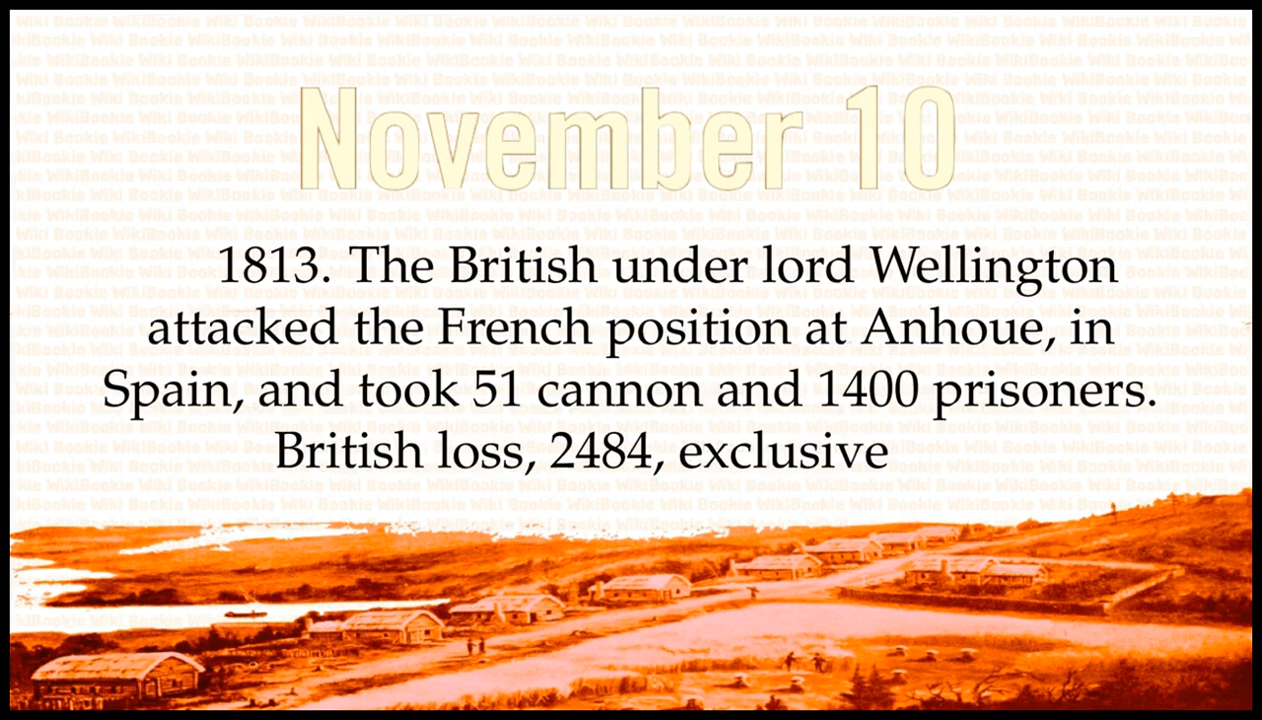 November 10
1813. The British under lord Wellington
attacked the French position at Anhoue, in
Spain, and took 51 cannon and 1400 prisoners.
British loss, 2484, exclusive